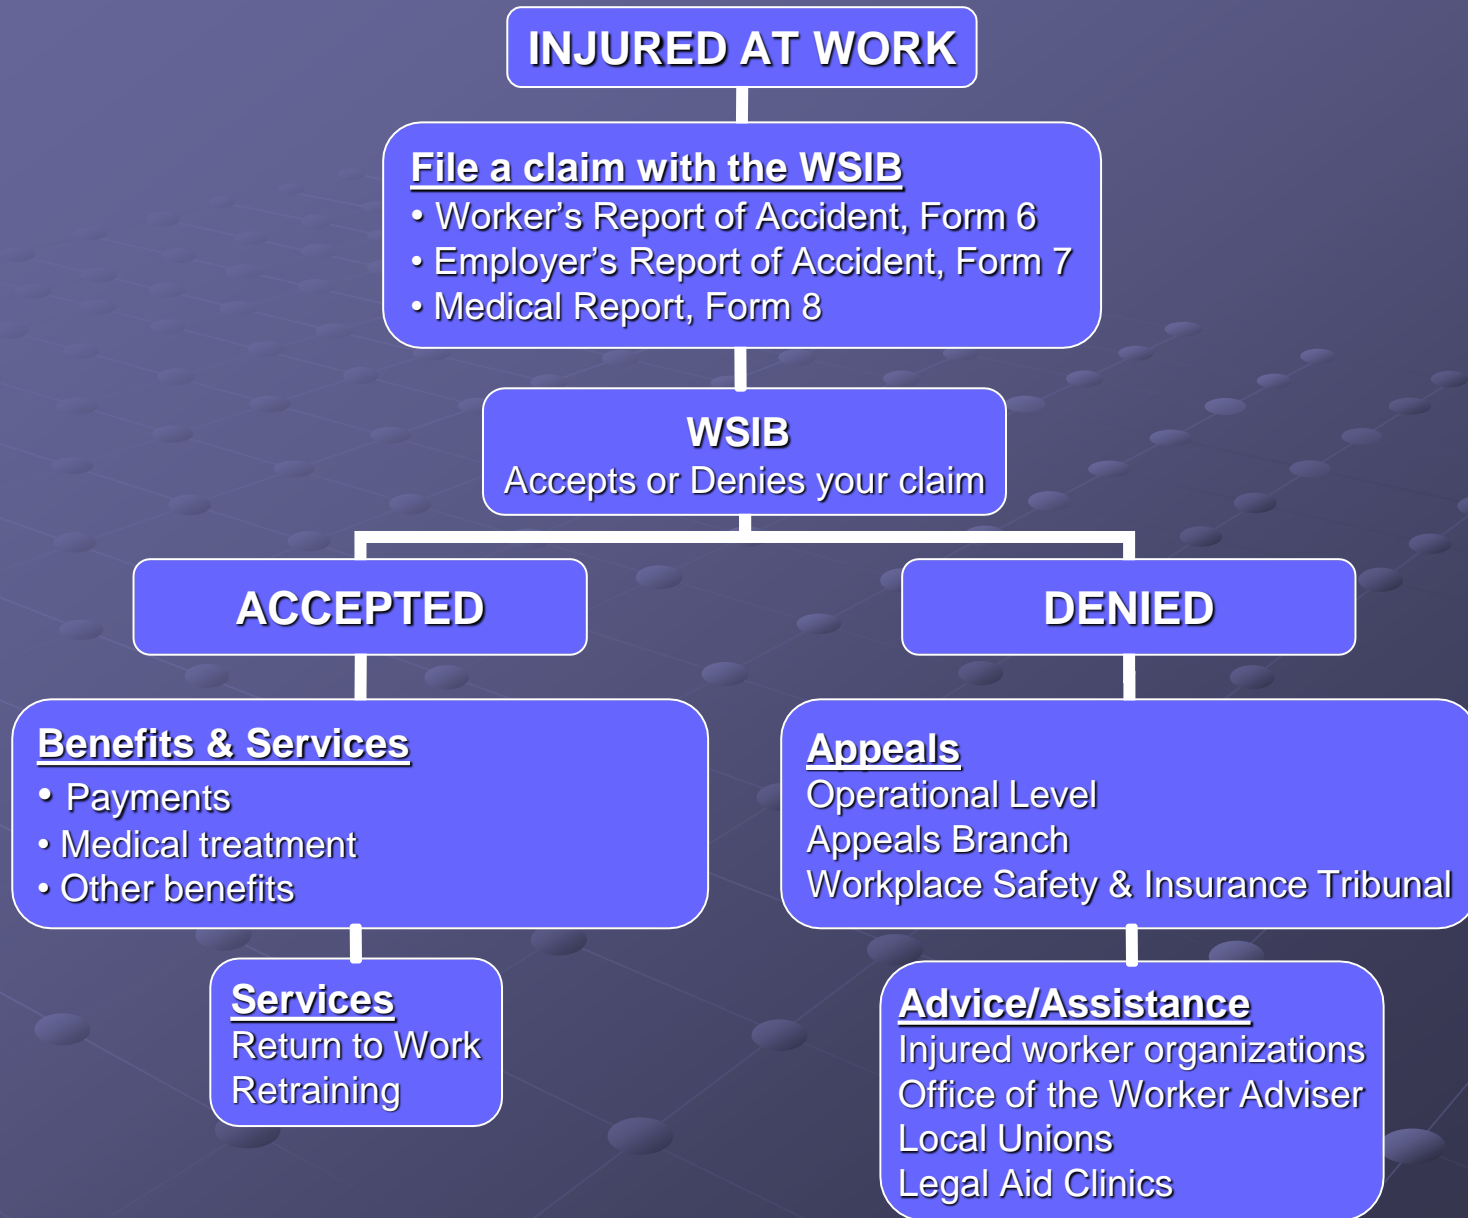 INJURED AT WORK
File a claim with the WSIB
• Worker’s Report of Accident, Form 6
• Employer’s Report of Accident, Form 7
• Medical Report, Form 8
WSIB
Accepts or Denies your claim
ACCEPTED
DENIED
Benefits & Services
• Payments
• Medical treatment
• Other benefits
Appeals
Operational Level
Appeals Branch
Workplace Safety & Insurance Tribunal
Services
Return to Work
Retraining
Advice/Assistance
Injured worker organizations
Office of the Worker Adviser
Local Unions
Legal Aid Clinics